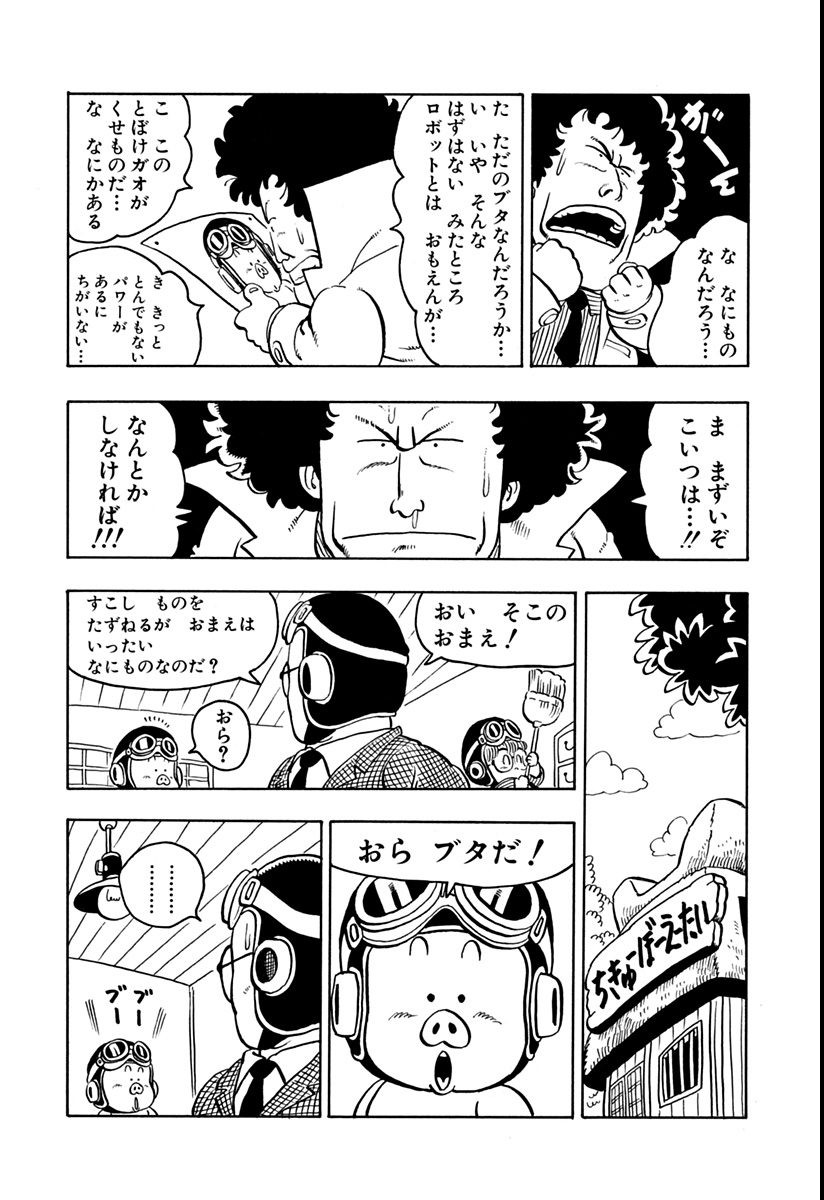 がーーん
な なにもの
なんだろう…
た ただのブタなんだろうか…
い いや そんな
はずはない みたところ
ロボットとは おもえんが…
こ この
とぼけガオが
くせものだ…
な なにかある
き きっと
とんでもない
パワーが
あるに
ちがいない…
ま まずいぞ
こいつは…!!
なんとか
しなければ!!!
ちきゅーぼーえーたい
おい そこの
おまえ!
すこし ものを
たずねるが おまえは
いったい
なにものなのだ?
おら?
おら ブタだ!
………
………
ブー
ブー